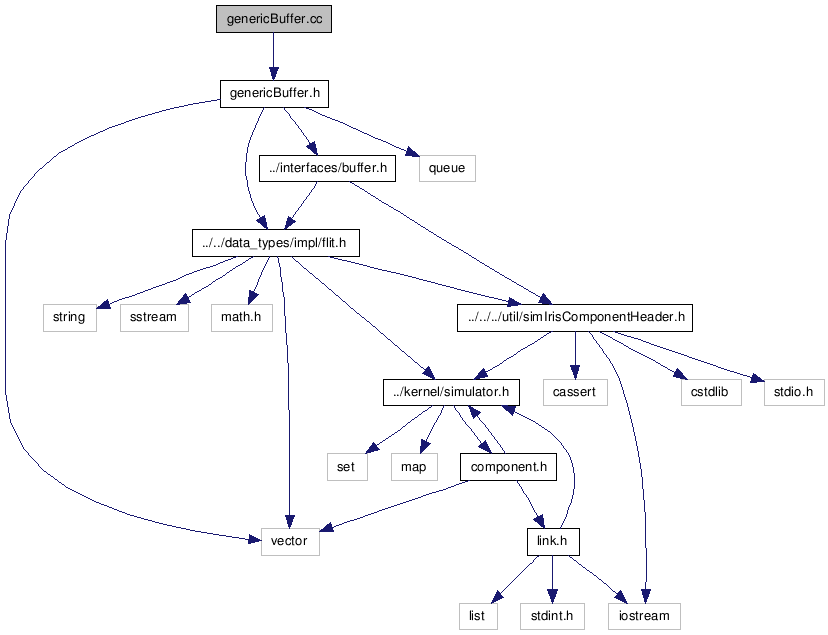 genericBuffer.cc
genericBuffer.h
../interfaces/buffer.h
queue
../../data_types/impl/flit.h
string
sstream
math.h
../../../util/simIrisComponentHeader.h
../kernel/simulator.h
cassert
cstdlib
stdio.h
set
map
component.h
vector
link.h
list
stdint.h
iostream